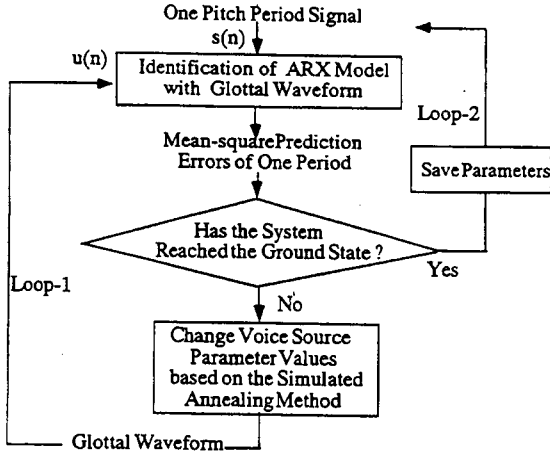 One Pitch Period Signal
s(n)
u(n)
Identification of ARX Model
with Glottal Waveform
Loop-2
Mean-square Prediction
Errors of One Period
Save Parameters
Has the System
Reached the Ground State ?
Yes
Loop-1
No
Change Voice Source
Parameter Values
based on the Simulated
Annealing Method
Glottal Waveform